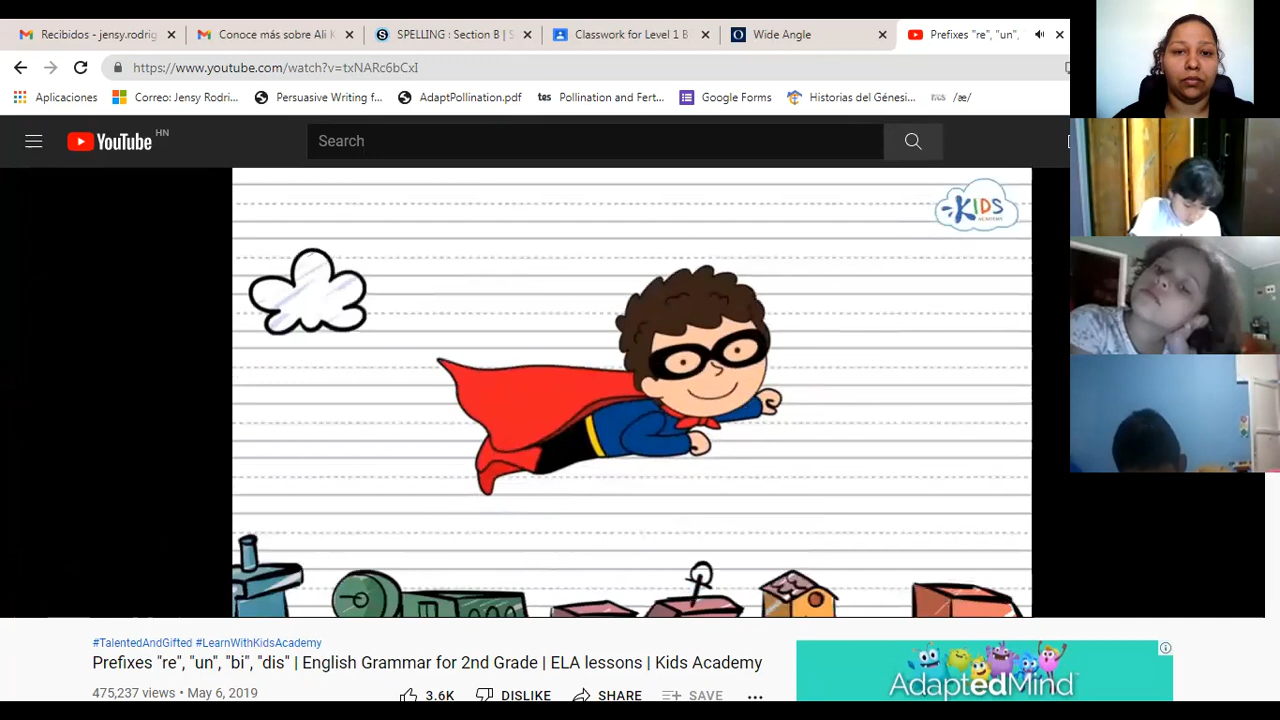 Recibidos - jensy.rodrig
Conoce más sobre Ali K
SPELLING : Section B | S
Classwork for Level 1 B
Wide Angle
Prefixes "re", "un",
https://www.youtube.com/watch?v=txNARc6bCxI
Aplicaciones
Correo: Jensy Rodri...
Persuasive Writing f...
AdaptPollination.pdf
tes
Pollination and Fert...
Google Forms
Historias del Génesi...
/æ/
YouTube HN
Search
KIDS
ACADEMY
#TalentedAndGifted #LearnWithKidsAcademy
Prefixes "re", "un", "bi", "dis" | English Grammar for 2nd Grade | ELA lessons | Kids Academy
475,237 views • May 6, 2019
3.6K
DISLIKE
SHARE
SAVE
AdaptedMind